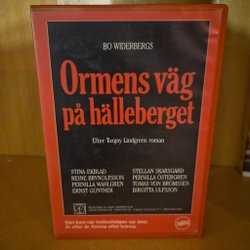 BO WIDERBERGS
Ormens väg
på hälleberget
Efter Torgny Lindgrens roman
STINA EKBLAD
REINE BRYNOLFSSON
PERNILLA WAHLGREN
ERNST GÜNTHER
STELLAN SKARSGÅRD
PERNILLA ÖSTERGREN
TOMAS VON BRÖMSSEN
BIRGITTA ULFSSON